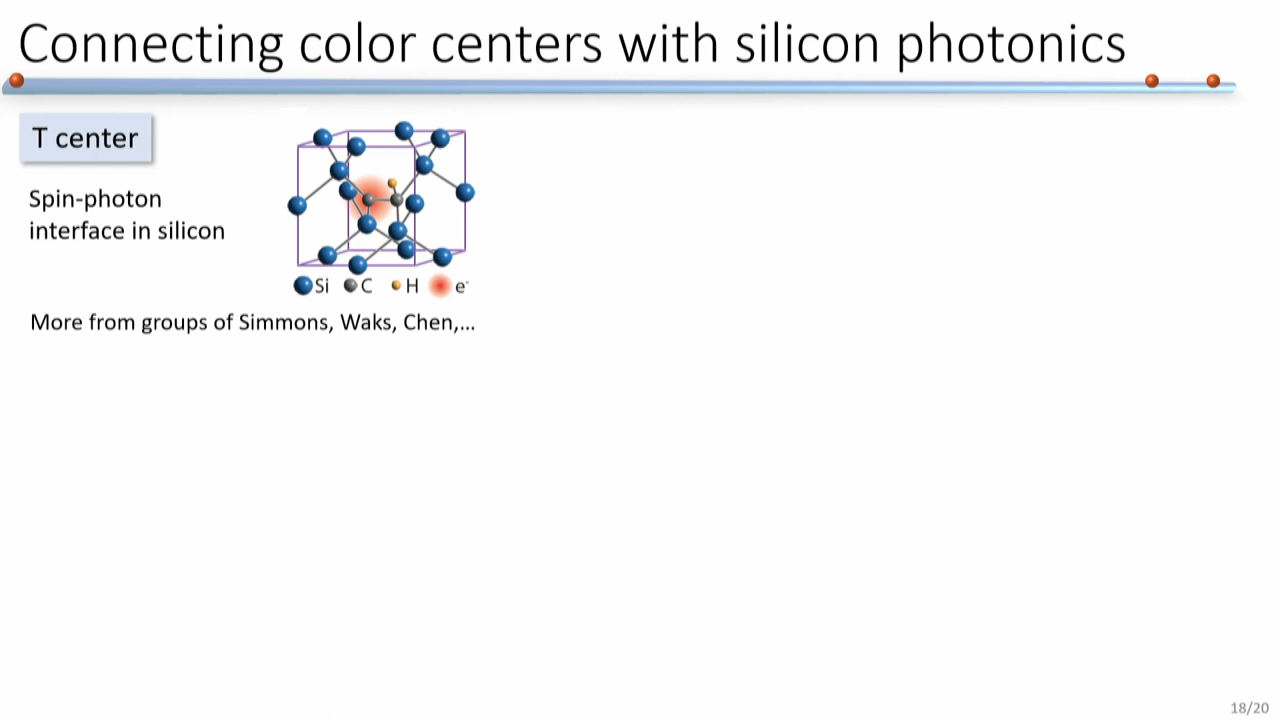 Connecting color centers with silicon photonics
T center
Spin-photon
interface in silicon
Si C H e⁻
More from groups of Simmons, Waks, Chen,...
18/20